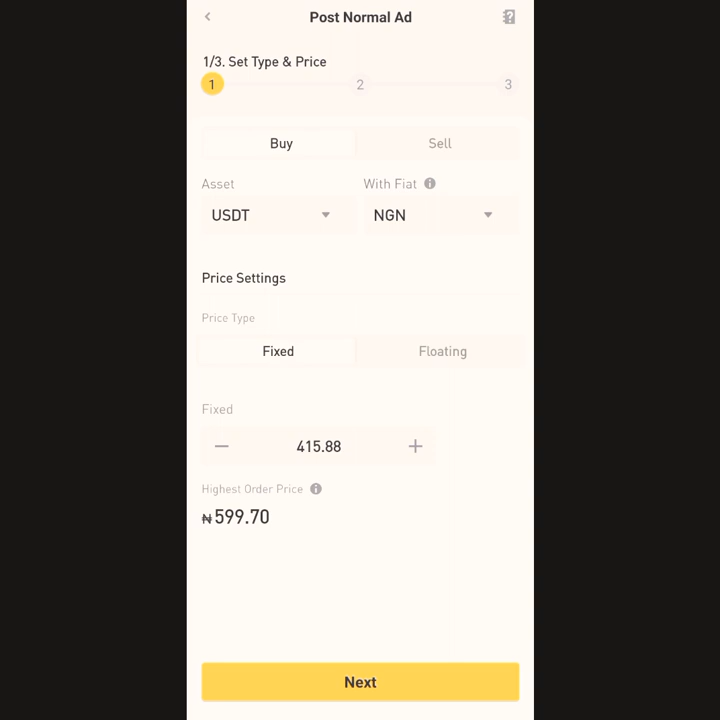 Post Normal Ad
1/3. Set Type & Price
1 2 3
Buy Sell
Asset With Fiat
USDT NGN
Price Settings
Price Type
Fixed Floating
Fixed
415.88
Highest Order Price
₦599.70
Next